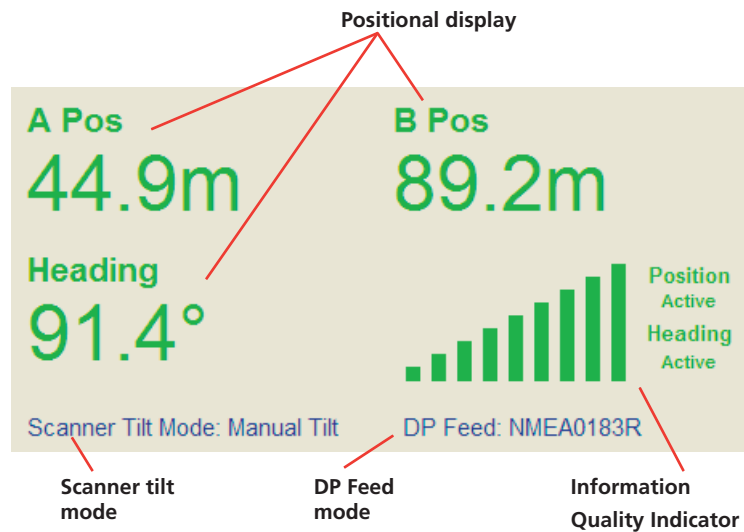 Positional display
A Pos
B Pos
44.9m
89.2m
Heading
91.4°
Position
Active
Heading
Active
Scanner Tilt Mode: Manual Tilt
DP Feed: NMEA0183R
Scanner tilt
mode
DP Feed
mode
Information
Quality Indicator